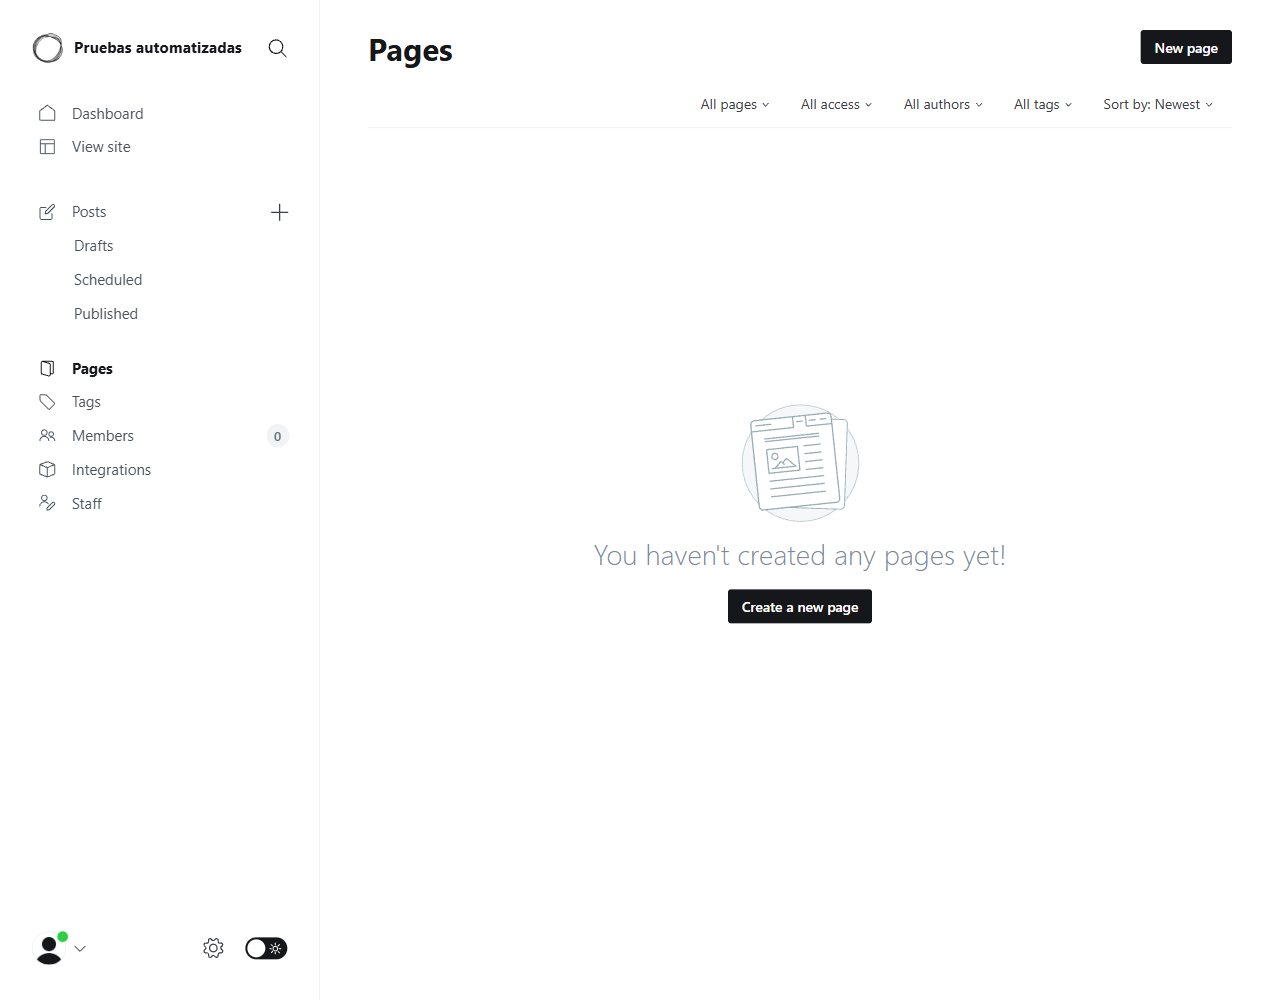 Pruebas automatizadas
Dashboard
View site
Posts
Drafts
Scheduled
Published
Pages
Tags
Members 0
Integrations
Staff
Pages
New page
All pages All access All authors All tags Sort by: Newest
You haven't created any pages yet!
Create a new page